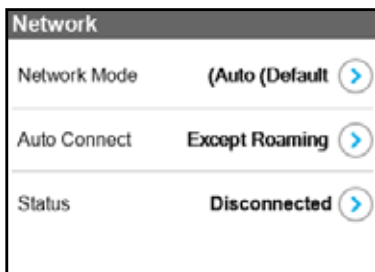 Network
Network Mode (Auto (Default
Auto Connect Except Roaming
Status Disconnected